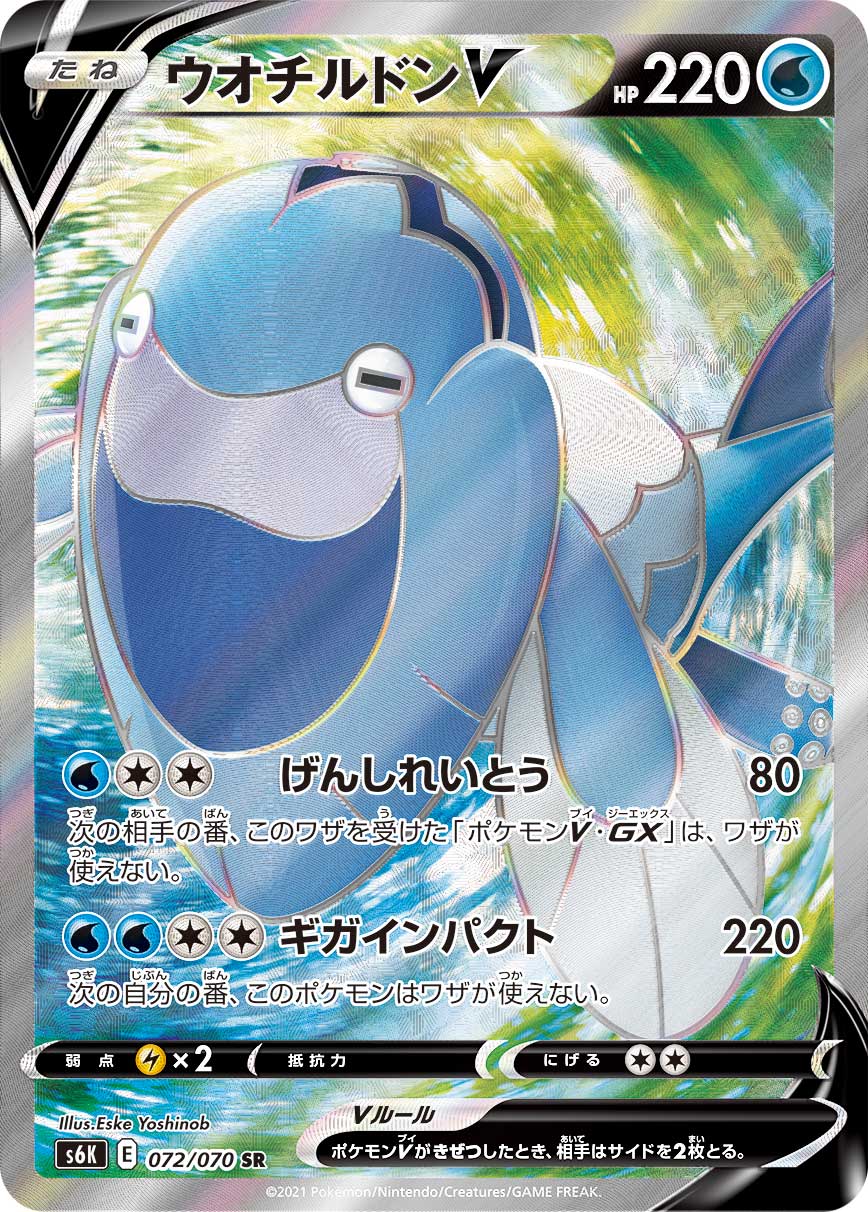 たね ウオチルドンV HP 220
げんしれいとう 80
次の相手の番、このワザを受けた「ポケモンV・GX」は、ワザが
使えない。
ギガインパクト 220
次の自分の番、このポケモンはワザが使えない。
弱点 ×2 抵抗力 にげる
Illus.Eske Yoshinob
Vルール
ポケモンVがきぜつしたとき、相手はサイドを2枚とる。
s6K E 072/070 SR
©2021 Pokémon/Nintendo/Creatures/GAME FREAK.